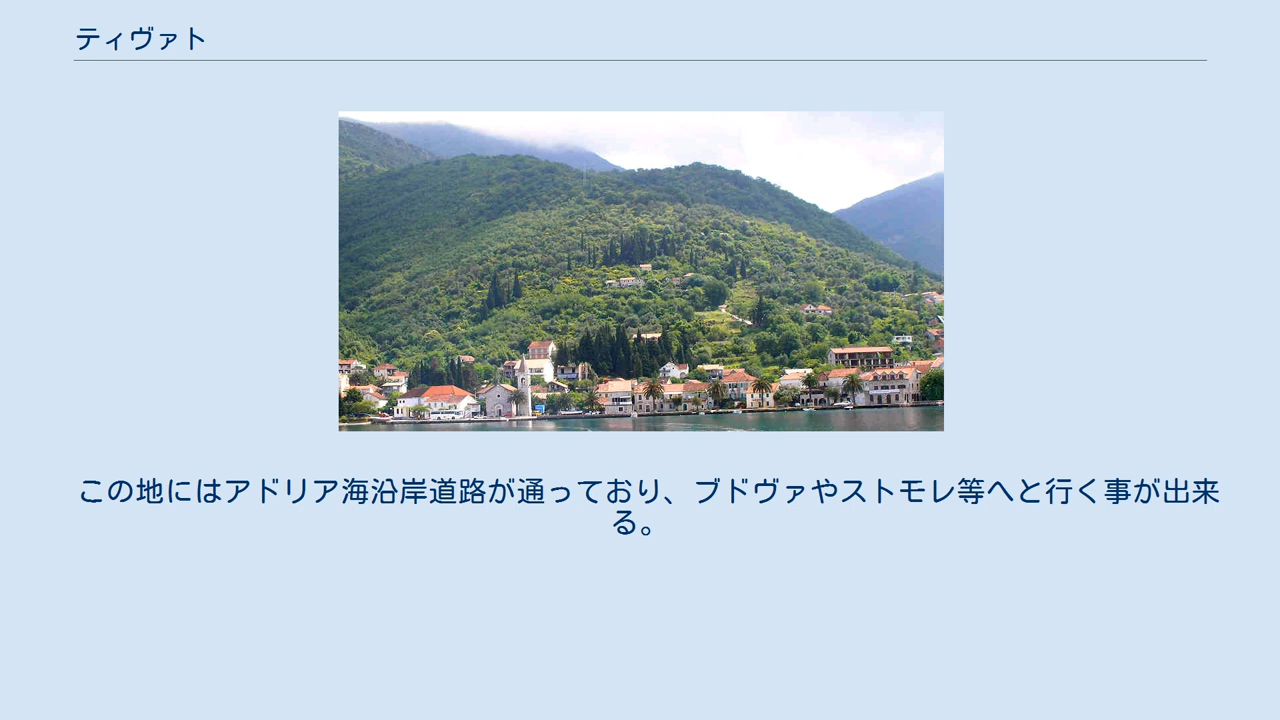 ティヴァト
この地にはアドリア海沿岸道路が通っており、ブドヴァやストモレ等へと行く事が出来
る。